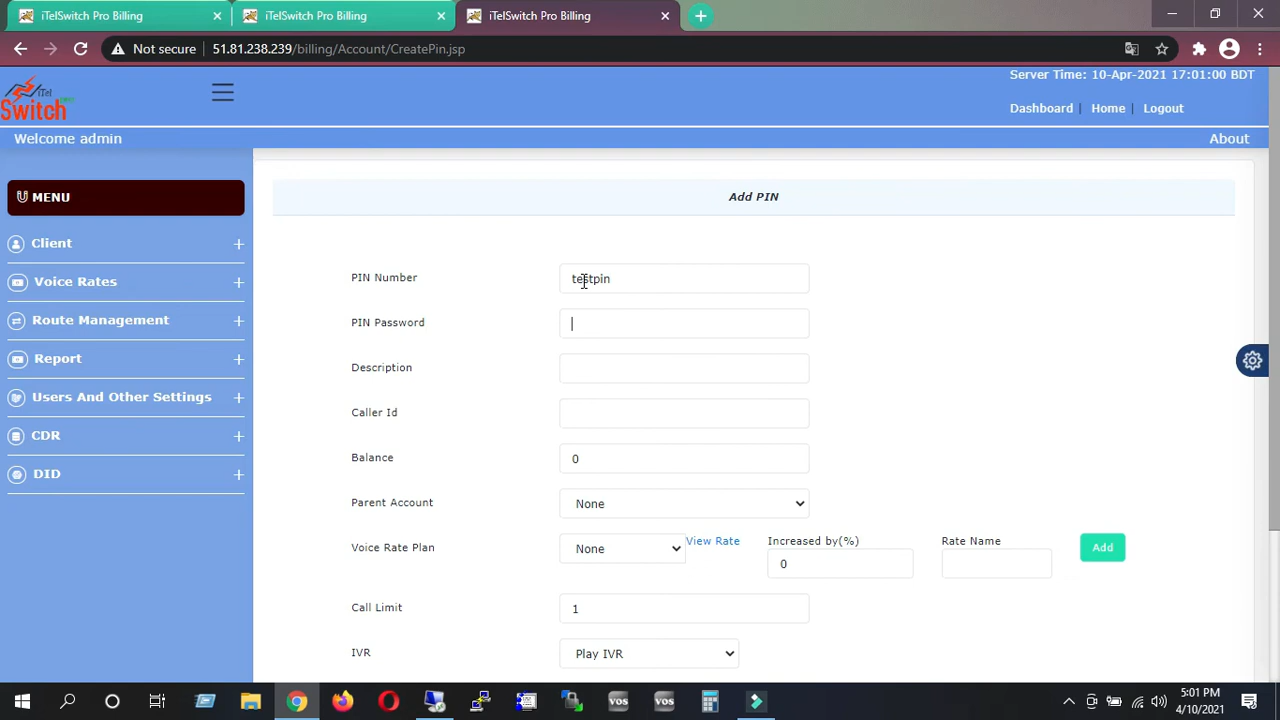 iTelSwitch Pro Billing
iTelSwitch Pro Billing
iTelSwitch Pro Billing
Not secure 51.81.238.239/billing/Account/CreatePin.jsp
iTel
Switch
Server Time: 10-Apr-2021 17:01:00 BDT
Dashboard | Home | Logout
Welcome admin
About
MENU
Client +
Voice Rates +
Route Management +
Report +
Users And Other Settings +
CDR +
DID +
Add PIN
PIN Number testpin
PIN Password
Description
Caller Id
Balance 0
Parent Account None
Voice Rate Plan None View Rate Increased by(%) 0 Rate Name Add
Call Limit 1
IVR Play IVR
VOS VOS
5:01 PM
4/10/2021